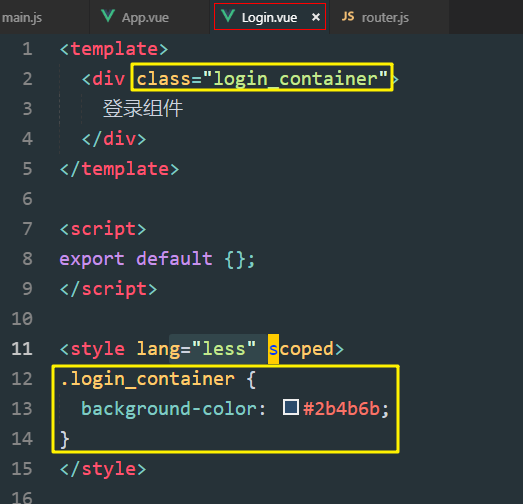 main.js App.vue Login.vue × JS router.js
1 <template>
2 <div class="login_container">
3 登录组件
4 </div>
5 </template>
6
7 <script>
8 export default {};
9 </script>
10
11 <style lang="less" scoped>
12 .login_container {
13 background-color: #2b4b6b;
14 }
15 </style>
16